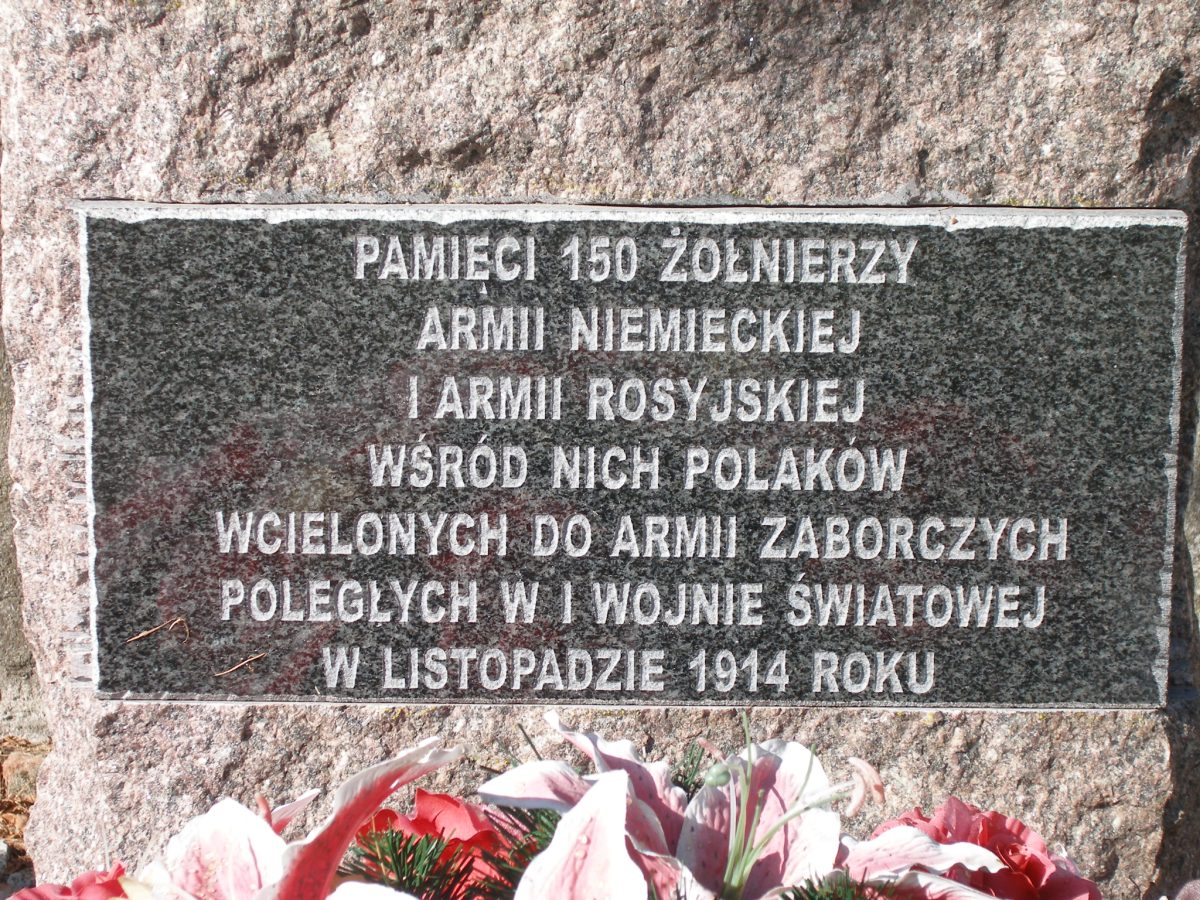 PAMIĘCI 150 ŻOŁNIERZY
ARMII NIEMIECKIEJ
I ARMII ROSYJSKIEJ
WŚRÓD NICH POLAKÓW
WCIELONYCH DO ARMII ZABORCZYCH
POLEGŁYCH W I WOJNIE ŚWIATOWEJ
W LISTOPADZIE 1914 ROKU